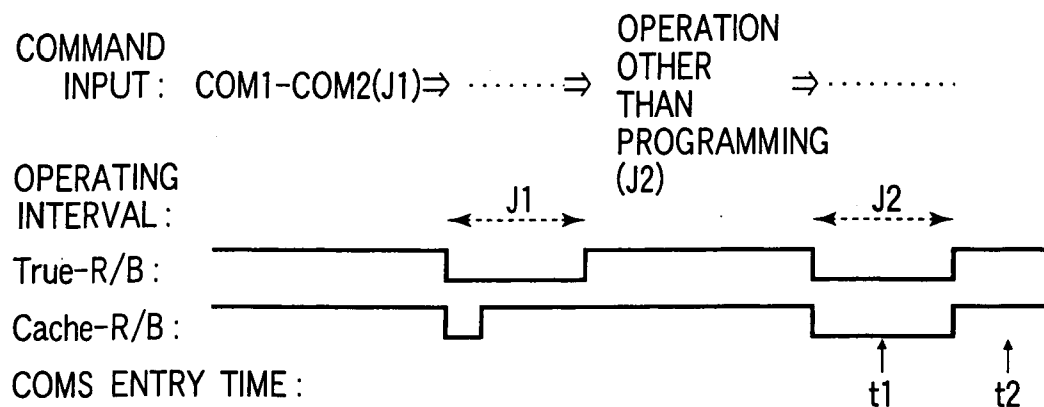 COMMAND
INPUT : COM1-COM2(J1)⇒ ········ ⇒
OPERATION
OTHER
THAN
PROGRAMMING
(J2)
⇒ ·········
OPERATING
INTERVAL :
J1
J2
True-R/B :
Cache-R/B :
COMS ENTRY TIME :
t1
t2